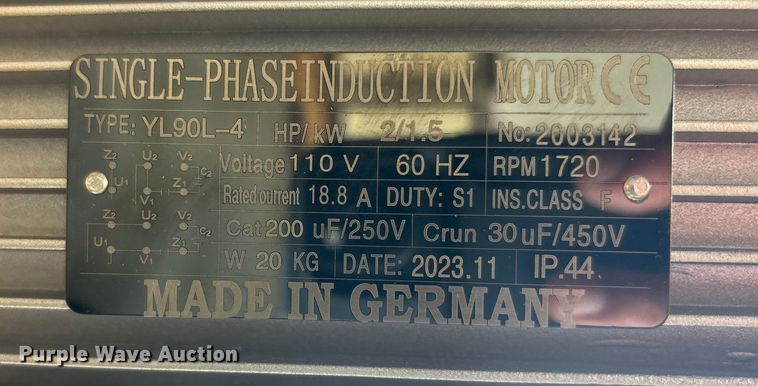 SINGLE-PHASEINDUCTION MOTOR CE
TYPE: YL90L-4 HP/kW 2/1.5 No:2003142
Z2 U2 V2 C2 Voltage 110 V 60 HZ RPM1720
U1 V1 Z1 Rated ourrent 18.8 A DUTY: S1 INS.CLASS F
Z2 U2 V2 Cat200 uF/250V Crun 30uF/450V
U1 V1 Z1 C2 W 20 KG DATE: 2023.11 IP.44
MADE IN GERMANY
Purple Wave Auction